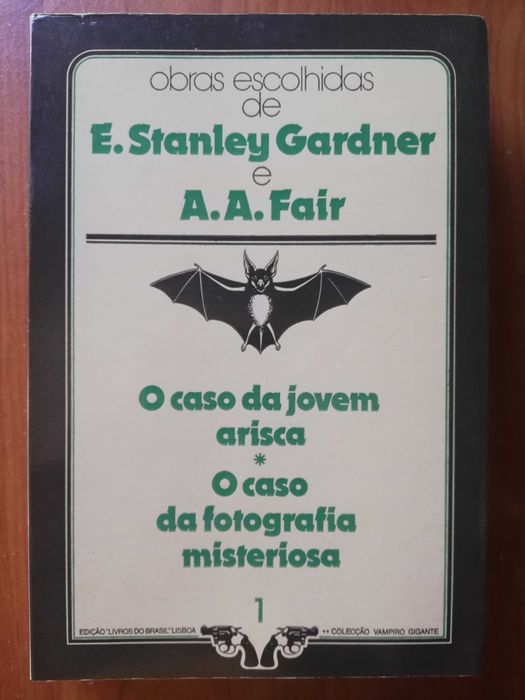 obras escolhidas
de
E. Stanley Gardner
e
A. A. Fair
O caso da jovem
arisca
*
O caso
da fotografia
misteriosa
1
EDIÇÃO "LIVROS DO BRASIL" LISBOA
** COLECÇÃO VAMPIRO GIGANTE